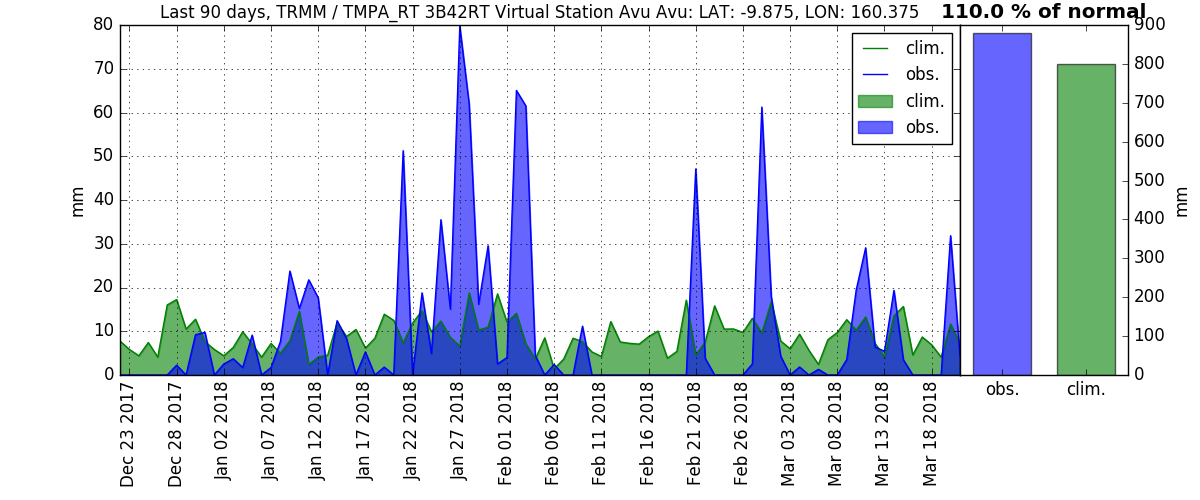 Last 90 days, TRMM / TMPA_RT 3B42RT Virtual Station Avu Avu: LAT: -9.875, LON: 160.375
110.0 % of normal
80
70
60
50
40
30
20
10
0
mm
clim.
obs.
clim.
obs.
900
800
700
600
500
400
300
200
100
0
mm
obs.
clim.
Dec 23 2017
Dec 28 2017
Jan 02 2018
Jan 07 2018
Jan 12 2018
Jan 17 2018
Jan 22 2018
Jan 27 2018
Feb 01 2018
Feb 06 2018
Feb 11 2018
Feb 16 2018
Feb 21 2018
Feb 26 2018
Mar 03 2018
Mar 08 2018
Mar 13 2018
Mar 18 2018